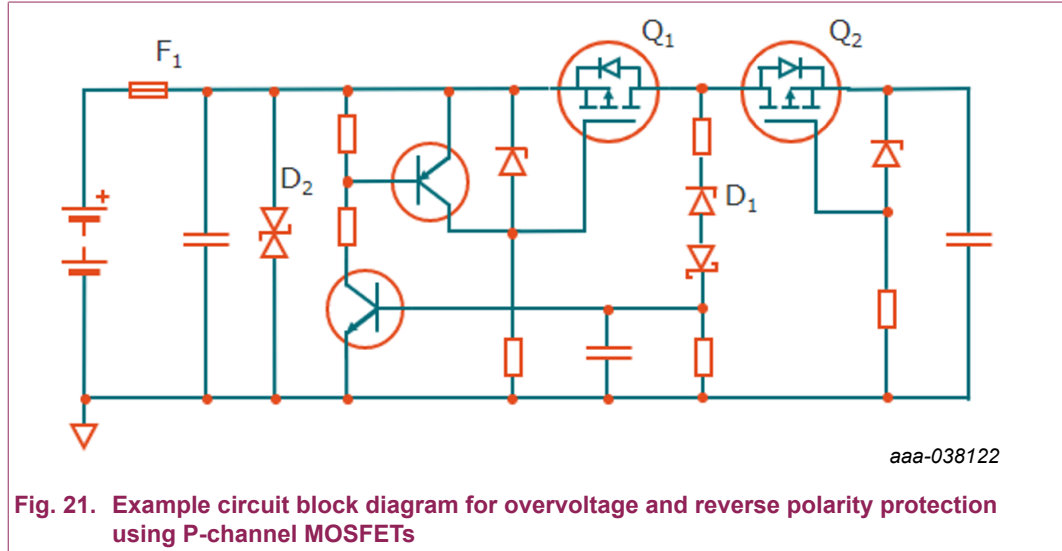 F1
Q1
Q2
D2
D1
+
aaa-038122
Fig. 21. Example circuit block diagram for overvoltage and reverse polarity protection
using P-channel MOSFETs